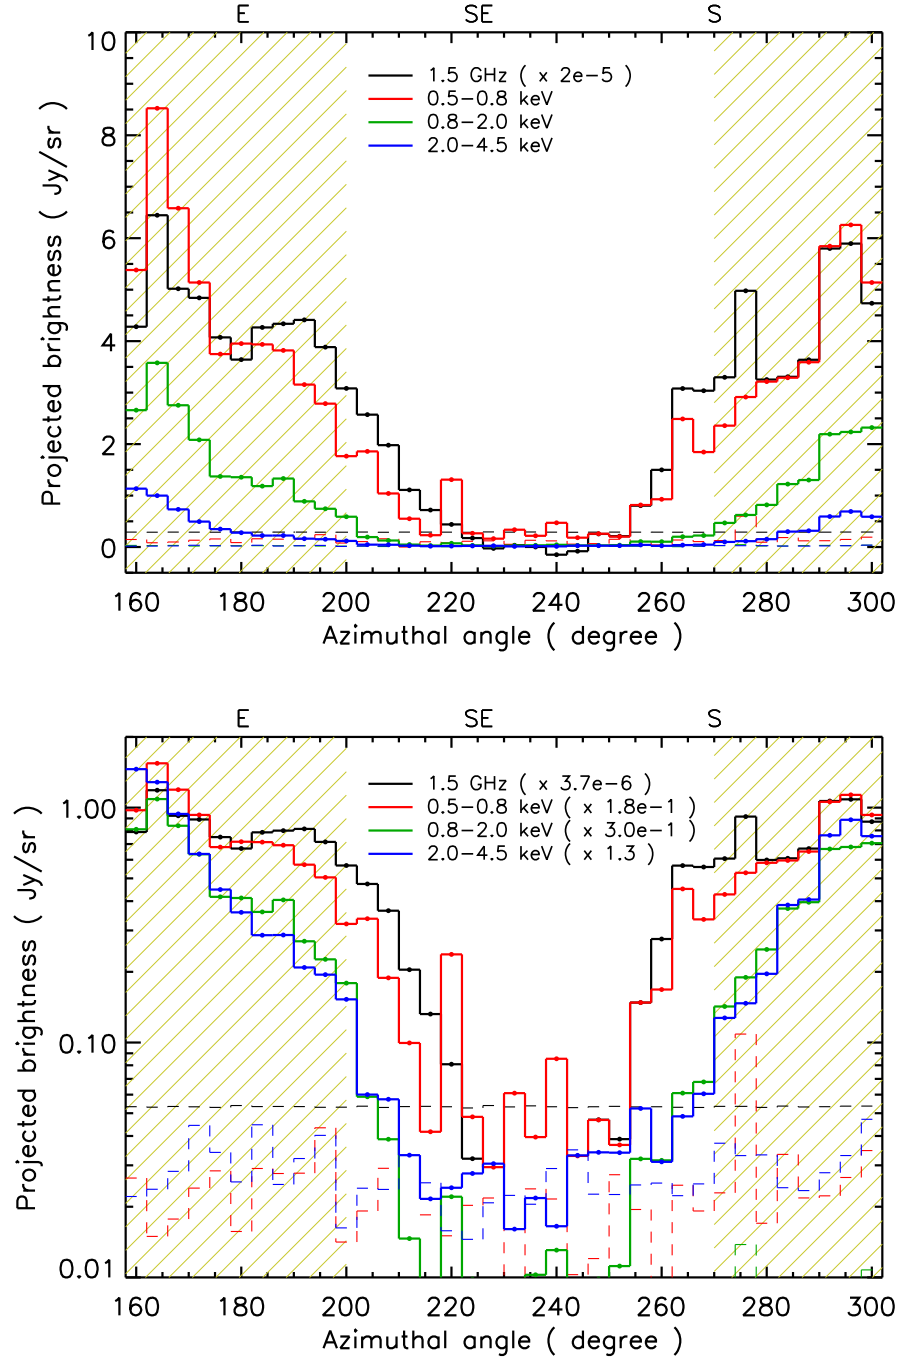 E SE S
10
8
6
4
2
0
Projected brightness ( Jy/sr )
1.5 GHz ( x 2e-5 )
0.5-0.8 keV
0.8-2.0 keV
2.0-4.5 keV
160 180 200 220 240 260 280 300
Azimuthal angle ( degree )
E SE S
1.00
0.10
0.01
Projected brightness ( Jy/sr )
1.5 GHz ( x 3.7e-6 )
0.5-0.8 keV ( x 1.8e-1 )
0.8-2.0 keV ( x 3.0e-1 )
2.0-4.5 keV ( x 1.3 )
160 180 200 220 240 260 280 300
Azimuthal angle ( degree )